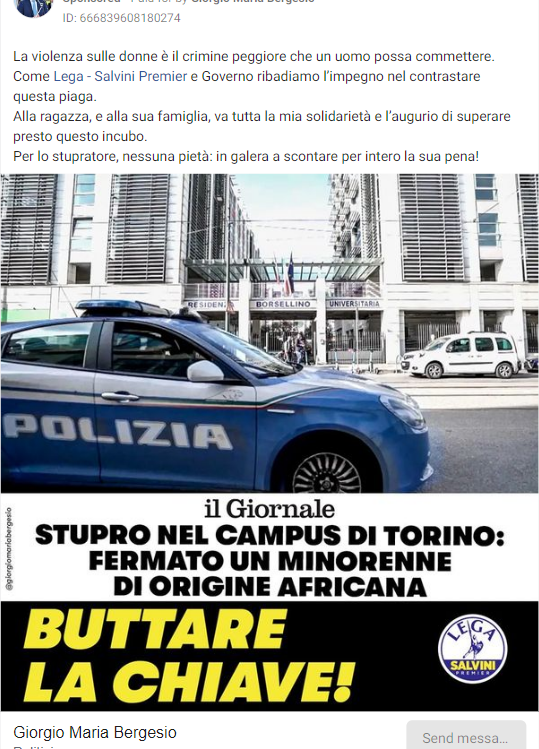 Sponsored • Paid for by Giorgio Maria Bergesio
ID: 666839608180274
La violenza sulle donne è il crimine peggiore che un uomo possa commettere.
Come Lega - Salvini Premier e Governo ribadiamo l'impegno nel contrastare
questa piaga.
Alla ragazza, e alla sua famiglia, va tutta la mia solidarietà e l'augurio di superare
presto questo incubo.
Per lo stupratore, nessuna pietà: in galera a scontare per intero la sua pena!
RESIDENZ BORSELLINO UNIVERSITARIA
POLIZIA
@giorgiomariabergesio
il Giornale
STUPRO NEL CAMPUS DI TORINO:
FERMATO UN MINORENNE
DI ORIGINE AFRICANA
BUTTARE
LA CHIAVE!
LEGA
SALVINI
PREMIER
Giorgio Maria Bergesio
Send messa...